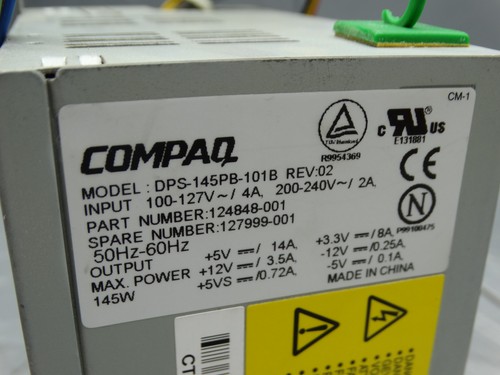 CM-1
COMPAQ
TÜV Rheinland
R9954369
C US
E131881
MODEL : DPS-145PB-101B REV:02
INPUT 100-127V~/ 4A, 200-240V~/ 2A,
PART NUMBER:124848-001
SPARE NUMBER:127999-001
50Hz-60Hz
OUTPUT +5V ⎓/ 14A, +3.3V ⎓/8A,
MAX. POWER +12V ⎓/ 3.5A, -12V ⎓/0.25A,
145W +5VS ⎓/0.72A, -5V ⎓/ 0.1A,
MADE IN CHINA
CE
N
P99100475
CT